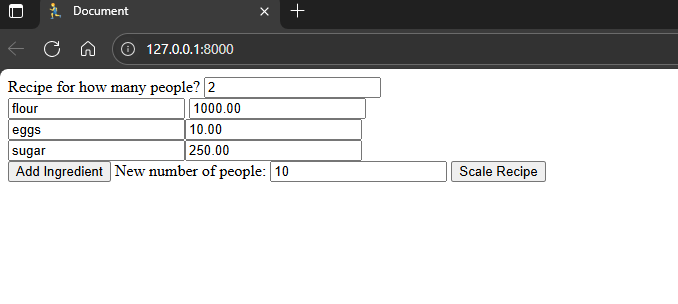 Document
127.0.0.1:8000
Recipe for how many people? 2
flour 1000.00
eggs 10.00
sugar 250.00
Add Ingredient New number of people: 10 Scale Recipe